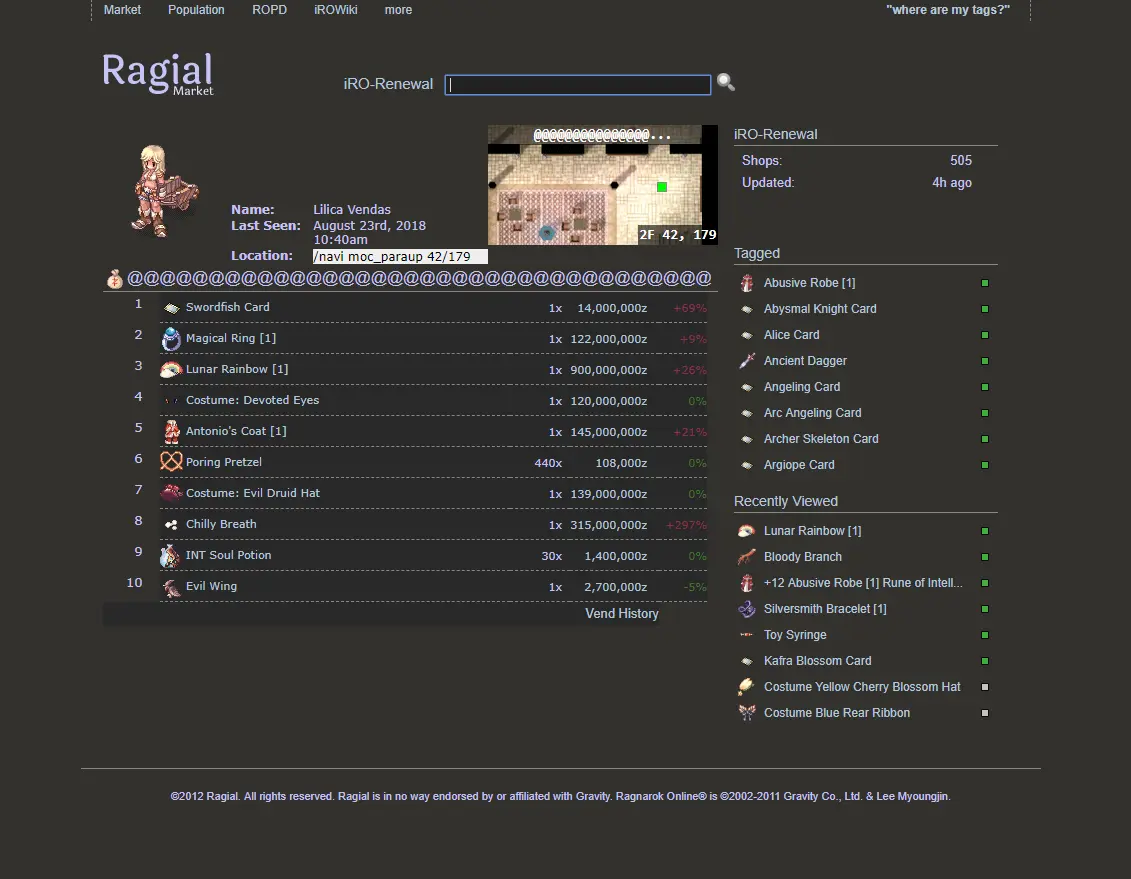 Market Population ROPD iROWiki more "where are my tags?"
Ragial
Market
iRO-Renewal
@@@@@@@@@@@@@@@@...
2F 42, 179
Name: Lilica Vendas
Last Seen: August 23rd, 2018
10:40am
Location: /navi moc_paraup 42/179
@@@@@@@@@@@@@@@@@@@@@@@@@@@@@@@@@@@@
1 Swordfish Card 1x 14,000,000z +69%
2 Magical Ring [1] 1x 122,000,000z +9%
3 Lunar Rainbow [1] 1x 900,000,000z +26%
4 Costume: Devoted Eyes 1x 120,000,000z 0%
5 Antonio's Coat [1] 1x 145,000,000z +21%
6 Poring Pretzel 440x 108,000z 0%
7 Costume: Evil Druid Hat 1x 139,000,000z 0%
8 Chilly Breath 1x 315,000,000z +297%
9 INT Soul Potion 30x 1,400,000z 0%
10 Evil Wing 1x 2,700,000z -5%
Vend History
iRO-Renewal
Shops: 505
Updated: 4h ago
Tagged
Abusive Robe [1]
Abysmal Knight Card
Alice Card
Ancient Dagger
Angeling Card
Arc Angeling Card
Archer Skeleton Card
Argiope Card
Recently Viewed
Lunar Rainbow [1]
Bloody Branch
+12 Abusive Robe [1] Rune of Intell...
Silversmith Bracelet [1]
Toy Syringe
Kafra Blossom Card
Costume Yellow Cherry Blossom Hat
Costume Blue Rear Ribbon
©2012 Ragial. All rights reserved. Ragial is in no way endorsed by or affiliated with Gravity. Ragnarok Online® is ©2002-2011 Gravity Co., Ltd. & Lee Myoungjin.